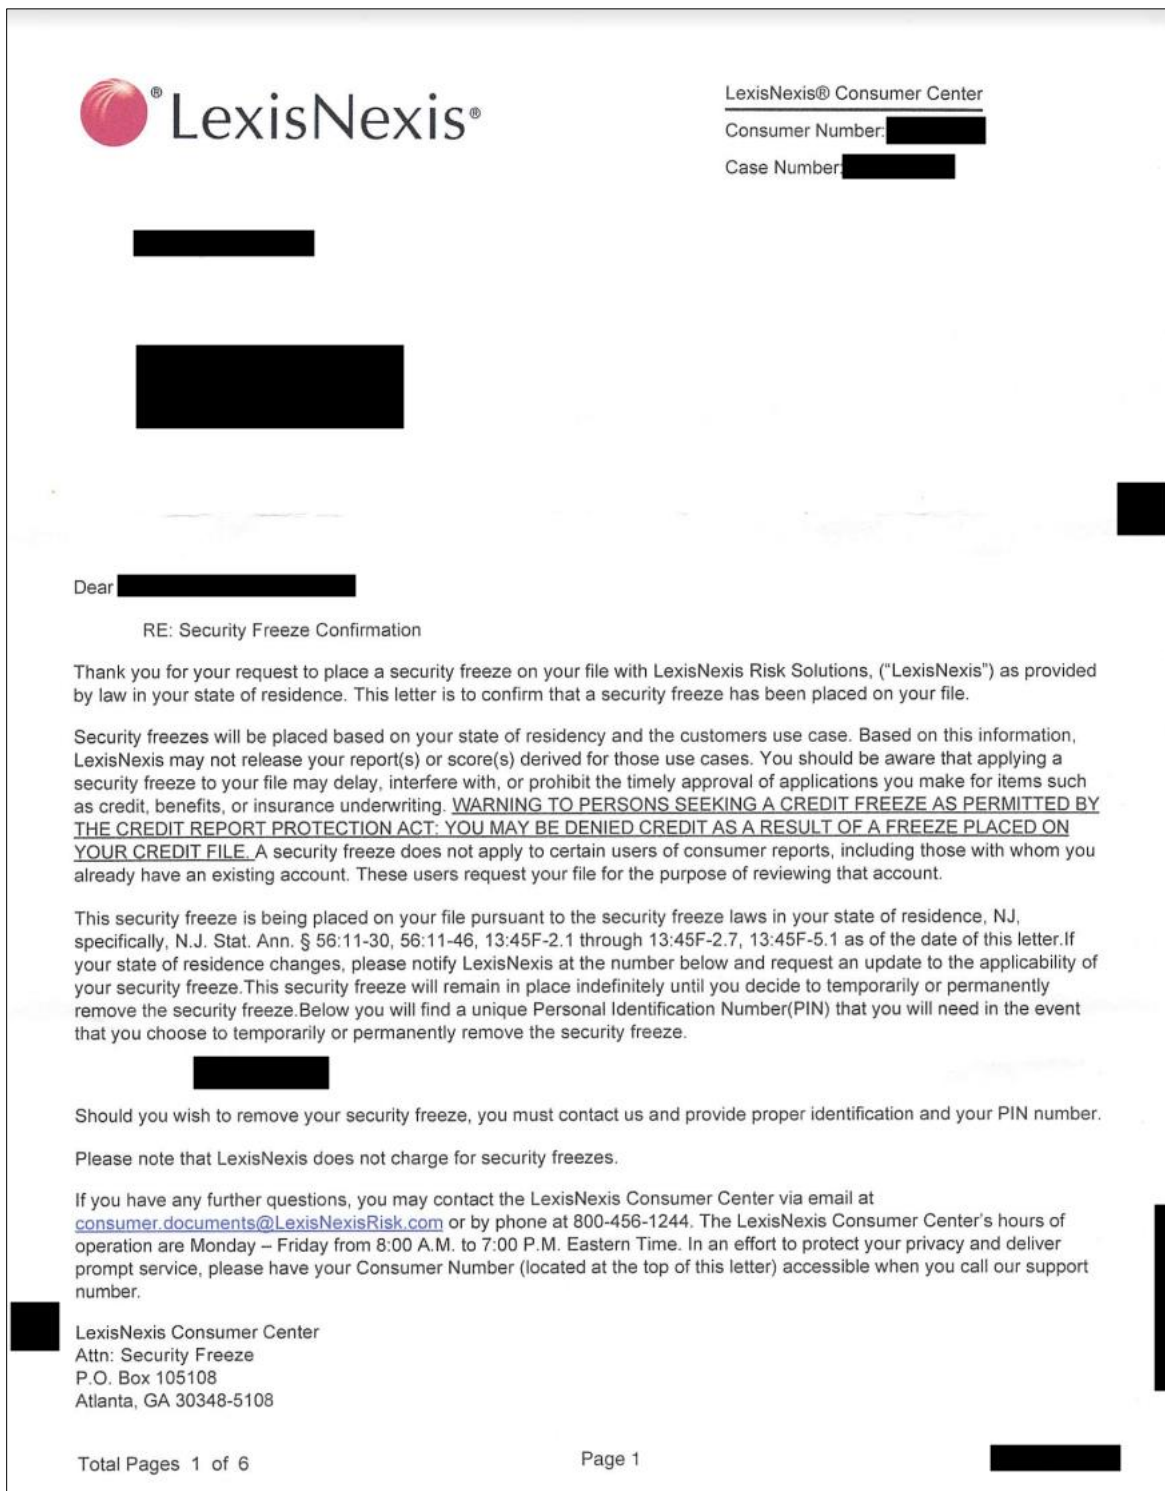 ® LexisNexis®
LexisNexis® Consumer Center
Consumer Number:
Case Number:
Dear
RE: Security Freeze Confirmation
Thank you for your request to place a security freeze on your file with LexisNexis Risk Solutions, (“LexisNexis”) as provided
by law in your state of residence. This letter is to confirm that a security freeze has been placed on your file.
Security freezes will be placed based on your state of residency and the customers use case. Based on this information,
LexisNexis may not release your report(s) or score(s) derived for those use cases. You should be aware that applying a
security freeze to your file may delay, interfere with, or prohibit the timely approval of applications you make for items such
as credit, benefits, or insurance underwriting. WARNING TO PERSONS SEEKING A CREDIT FREEZE AS PERMITTED BY
THE CREDIT REPORT PROTECTION ACT: YOU MAY BE DENIED CREDIT AS A RESULT OF A FREEZE PLACED ON
YOUR CREDIT FILE. A security freeze does not apply to certain users of consumer reports, including those with whom you
already have an existing account. These users request your file for the purpose of reviewing that account.
This security freeze is being placed on your file pursuant to the security freeze laws in your state of residence, NJ,
specifically, N.J. Stat. Ann. § 56:11-30, 56:11-46, 13:45F-2.1 through 13:45F-2.7, 13:45F-5.1 as of the date of this letter.If
your state of residence changes, please notify LexisNexis at the number below and request an update to the applicability of
your security freeze.This security freeze will remain in place indefinitely until you decide to temporarily or permanently
remove the security freeze.Below you will find a unique Personal Identification Number(PIN) that you will need in the event
that you choose to temporarily or permanently remove the security freeze.
Should you wish to remove your security freeze, you must contact us and provide proper identification and your PIN number.
Please note that LexisNexis does not charge for security freezes.
If you have any further questions, you may contact the LexisNexis Consumer Center via email at
consumer.documents@LexisNexisRisk.com or by phone at 800-456-1244. The LexisNexis Consumer Center's hours of
operation are Monday – Friday from 8:00 A.M. to 7:00 P.M. Eastern Time. In an effort to protect your privacy and deliver
prompt service, please have your Consumer Number (located at the top of this letter) accessible when you call our support
number.
LexisNexis Consumer Center
Attn: Security Freeze
P.O. Box 105108
Atlanta, GA 30348-5108
Total Pages 1 of 6
Page 1